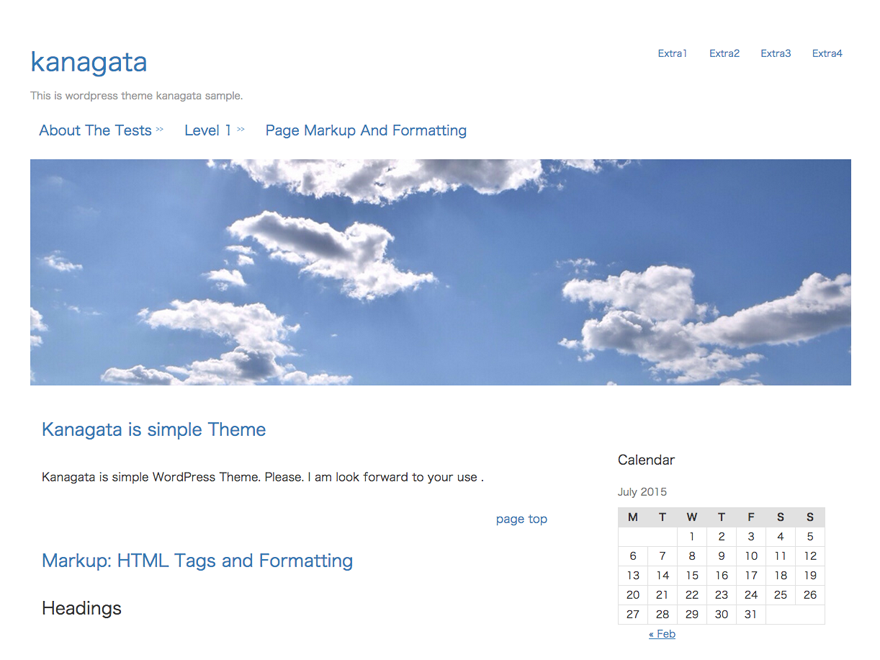 kanagata
Extra1 Extra2 Extra3 Extra4
This is wordpress theme kanagata sample.
About The Tests >> Level 1 >> Page Markup And Formatting
Kanagata is simple Theme
Kanagata is simple WordPress Theme. Please. I am look forward to your use .
page top
Markup: HTML Tags and Formatting
Headings
Calendar
July 2015
M T W T F S S
1 2 3 4 5
6 7 8 9 10 11 12
13 14 15 16 17 18 19
20 21 22 23 24 25 26
27 28 29 30 31
« Feb